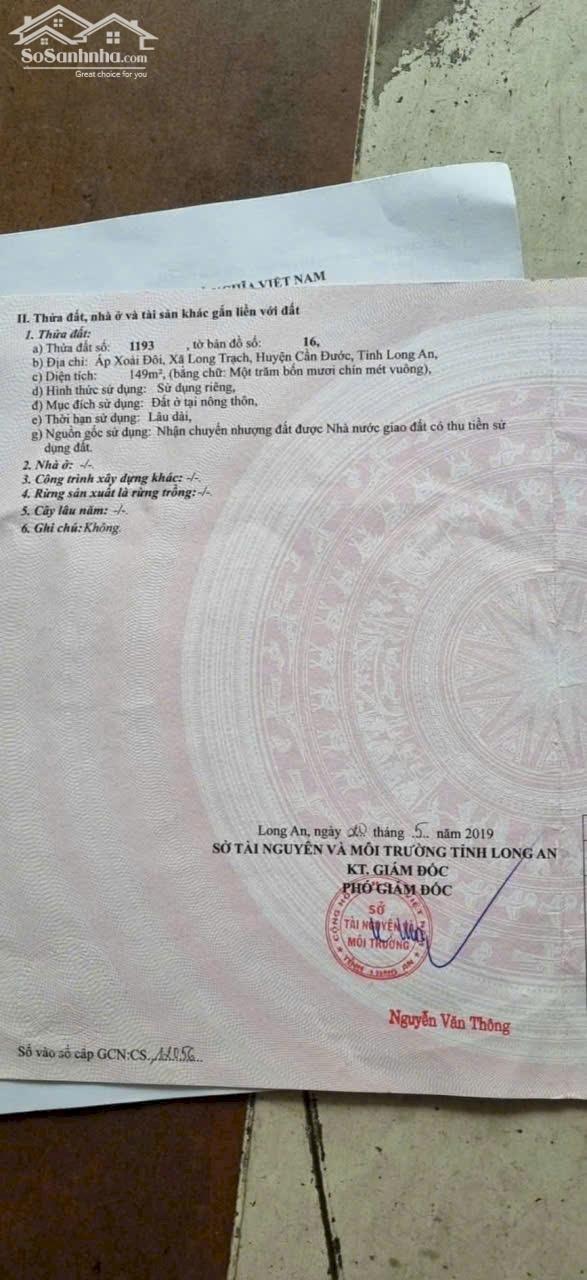 SoSanhnha.com
Great choice for you
NGHĨA VIỆT NAM
II. Thửa đất, nhà ở và tài sản khác gắn liền với đất
1. Thửa đất:
a) Thửa đất số: 1193 , tờ bản đồ số: 16,
b) Địa chỉ: Ấp Xoài Đôi, Xã Long Trạch, Huyện Cần Đước, Tỉnh Long An,
c) Diện tích: 149m², (bằng chữ: Một trăm bốn mươi chín mét vuông),
d) Hình thức sử dụng: Sử dụng riêng,
đ) Mục đích sử dụng: Đất ở tại nông thôn,
e) Thời hạn sử dụng: Lâu dài,
g) Nguồn gốc sử dụng: Nhận chuyển nhượng đất được Nhà nước giao đất có thu tiền sử
dụng đất.
2. Nhà ở: -/-.
3. Công trình xây dựng khác: -/-.
4. Rừng sản xuất là rừng trồng: -/-.
5. Cây lâu năm: -/-.
6. Ghi chú: Không.
Long An, ngày tháng .5.. năm 2019
SỞ TÀI NGUYÊN VÀ MÔI TRƯỜNG TỈNH LONG AN
KT. GIÁM ĐỐC
PHÓ GIÁM ĐỐC
SỞ
TÀI NGUYÊN
MÔI TRƯỜNG
TỈNH LONG AN
Nguyễn Văn Thông
Số vào sổ cấp GCN:CS.